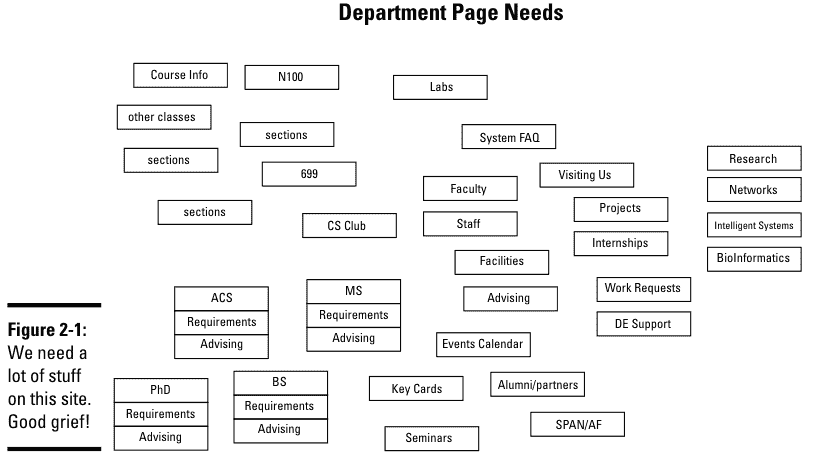 Department Page Needs
Course Info
N100
Labs
other classes
sections
System FAQ
sections
699
Visiting Us
Research
Faculty
Networks
sections
CS Club
Staff
Projects
Intelligent Systems
Internships
Facilities
BioInformatics
ACS
Requirements
Advising
MS
Requirements
Advising
Advising
Work Requests
DE Support
Events Calendar
PhD
Requirements
Advising
BS
Requirements
Advising
Key Cards
Alumni/partners
Seminars
SPAN/AF
Figure 2-1:
We need a
lot of stuff
on this site.
Good grief!